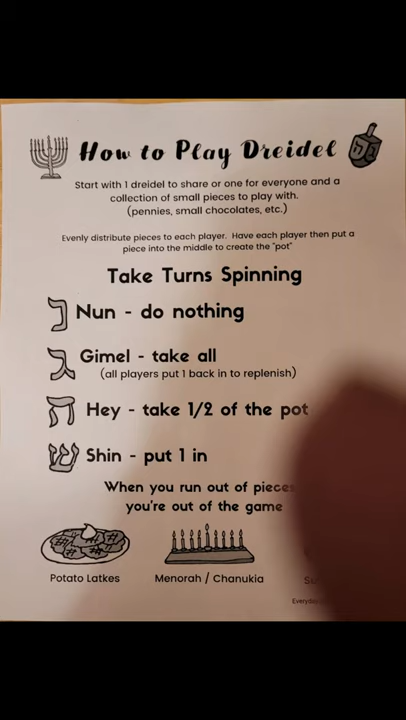 How to Play Dreidel
Start with 1 dreidel to share or one for everyone and a
collection of small pieces to play with.
(pennies, small chocolates, etc.)
Evenly distribute pieces to each player. Have each player then put a
piece into the middle to create the "pot"
Take Turns Spinning
נ Nun - do nothing
ג Gimel - take all
(all players put 1 back in to replenish)
ה Hey - take 1/2 of the pot
ש Shin - put 1 in
When you run out of pieces
you're out of the game
Potato Latkes
Menorah / Chanukia